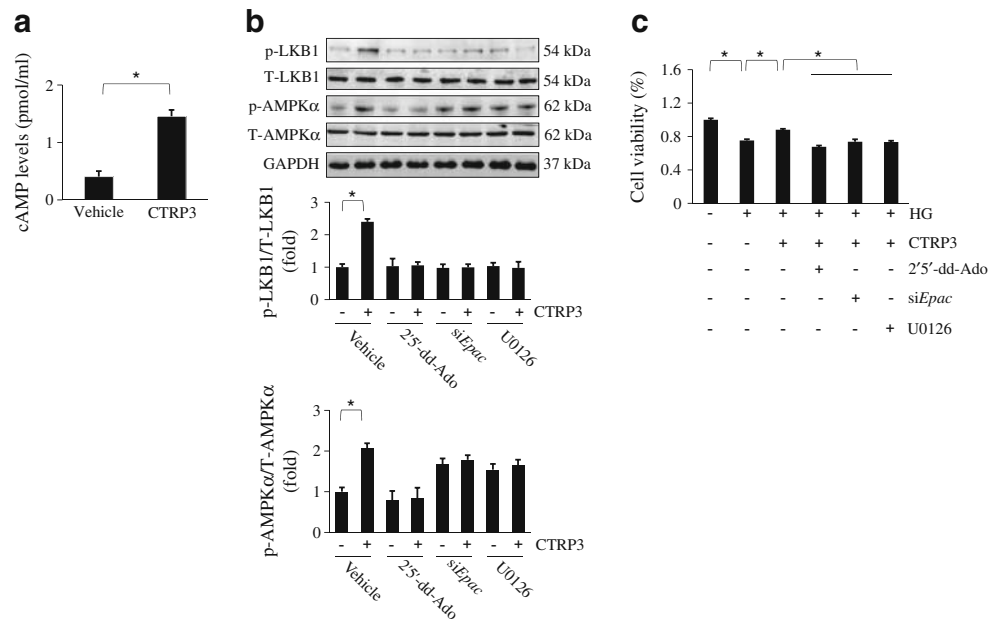 a
cAMP levels (pmol/ml)
2
1
0
*
Vehicle CTRP3
b
p-LKB1 54 kDa
T-LKB1 54 kDa
p-AMPKα 62 kDa
T-AMPKα 62 kDa
GAPDH 37 kDa
p-LKB1/T-LKB1
(fold)
3
2
1
0
*
- + - + - + - + CTRP3
Vehicle
2′5′-dd-Ado
siEpac
U0126
p-AMPKα/T-AMPKα
(fold)
3
2
1
0
*
- + - + - + - + CTRP3
Vehicle
2′5′-dd-Ado
siEpac
U0126
c
Cell viability (%)
1.6
1.2
0.8
0.4
0
* * *
- + + + + + HG
- - + + + + CTRP3
- - - + - - 2′5′-dd-Ado
- - - - + - siEpac
- - - - - + U0126